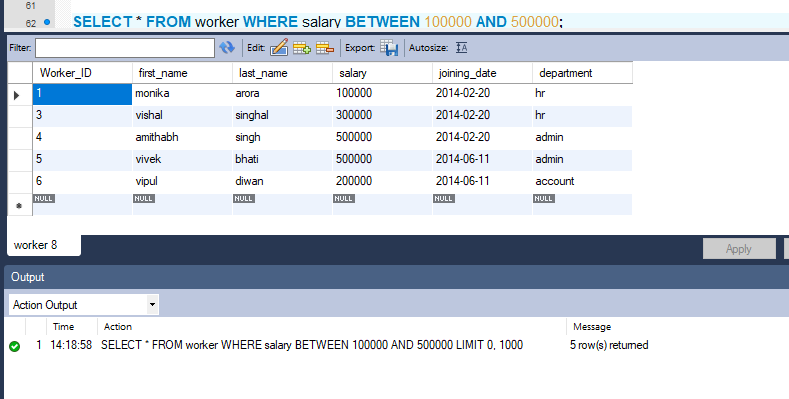 61
62 SELECT * FROM worker WHERE salary BETWEEN 100000 AND 500000;
Filter: Edit: Export: Autosize:
Worker_ID first_name last_name salary joining_date department
1 monika arora 100000 2014-02-20 hr
3 vishal singhal 300000 2014-02-20 hr
4 amithabh singh 500000 2014-02-20 admin
5 vivek bhati 500000 2014-06-11 admin
6 vipul diwan 200000 2014-06-11 account
NULL NULL NULL NULL NULL NULL
worker 8
Apply
Output
Action Output
Time Action Message
1 14:18:58 SELECT * FROM worker WHERE salary BETWEEN 100000 AND 500000 LIMIT 0, 1000 5 row(s) returned